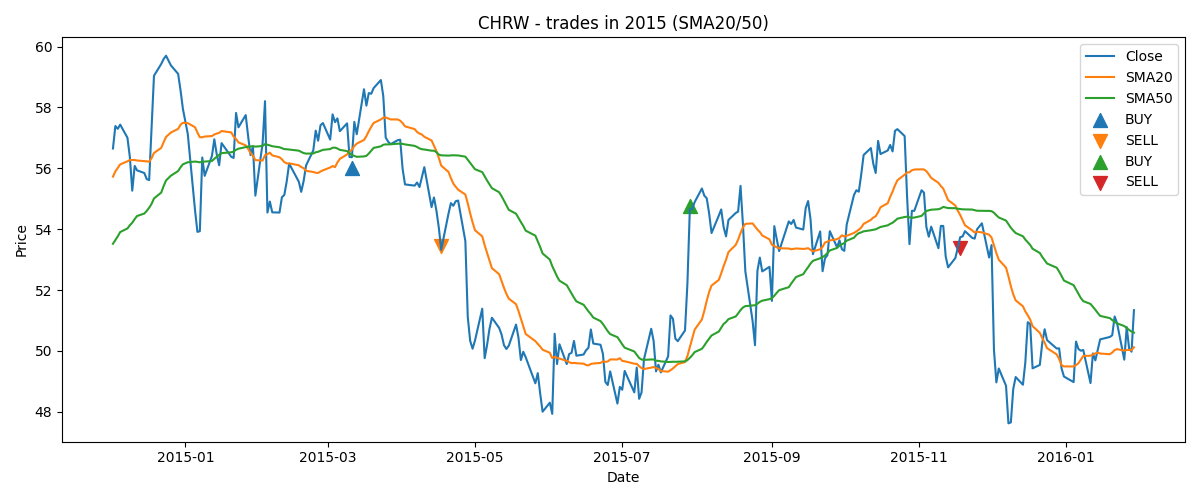 CHRW - trades in 2015 (SMA20/50)
Price
60
58
56
54
52
50
48
Close
SMA20
SMA50
BUY
SELL
BUY
SELL
2015-01
2015-03
2015-05
2015-07
2015-09
2015-11
2016-01
Date